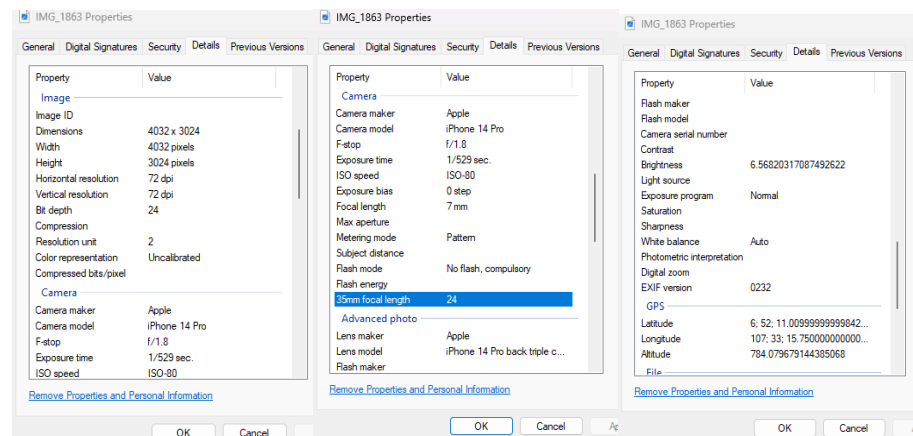 IMG_1863 Properties
General Digital Signatures Security Details Previous Versions
Property Value
Image
Image ID
Dimensions 4032 x 3024
Width 4032 pixels
Height 3024 pixels
Horizontal resolution 72 dpi
Vertical resolution 72 dpi
Bit depth 24
Compression
Resolution unit 2
Color representation Uncalibrated
Compressed bits/pixel
Camera
Camera maker Apple
Camera model iPhone 14 Pro
F-stop f/1.8
Exposure time 1/529 sec.
ISO speed ISO-80
Remove Properties and Personal Information
OK Cancel
IMG_1863 Properties
General Digital Signatures Security Details Previous Versions
Property Value
Camera
Camera maker Apple
Camera model iPhone 14 Pro
F-stop f/1.8
Exposure time 1/529 sec.
ISO speed ISO-80
Exposure bias 0 step
Focal length 7 mm
Max aperture
Metering mode Pattern
Subject distance
Flash mode No flash, compulsory
Flash energy
35mm focal length 24
Advanced photo
Lens maker Apple
Lens model iPhone 14 Pro back triple c...
Flash maker
Remove Properties and Personal Information
OK Cancel Ap
IMG_1863 Properties
General Digital Signatures Security Details Previous Versions
Property Value
Flash maker
Flash model
Camera serial number
Contrast
Brightness 6.56820317087492622
Light source
Exposure program Normal
Saturation
Sharpness
White balance Auto
Photometric interpretation
Digital zoom
EXIF version 0232
GPS
Latitude 6; 52; 11.00999999999842...
Longitude 107; 33; 15.750000000000...
Altitude 784.079679144385068
File
Remove Properties and Personal Information
OK Cancel